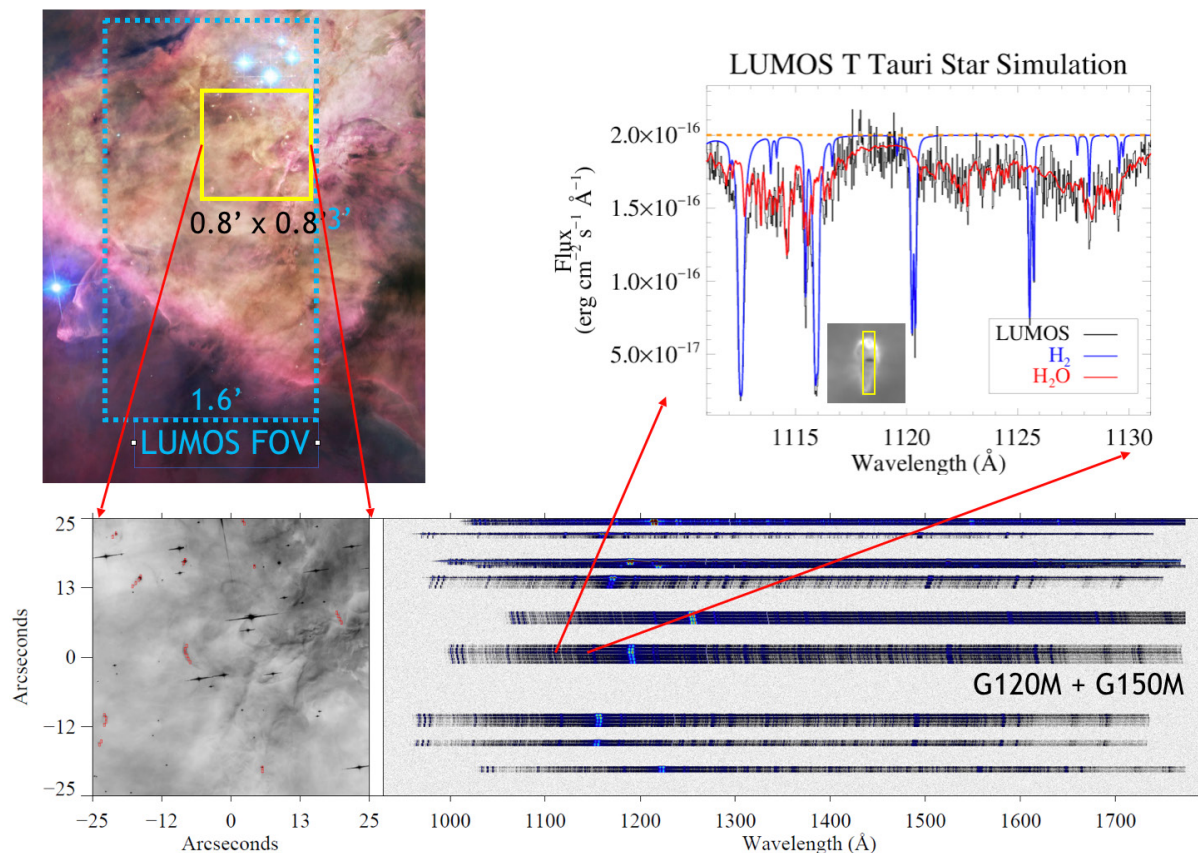 0.8' x 0.8'
3'
1.6'
LUMOS FOV
LUMOS T Tauri Star Simulation
2.0×10⁻¹⁶
1.5×10⁻¹⁶
1.0×10⁻¹⁶
5.0×10⁻¹⁷
Flux
(erg cm⁻² s⁻¹ Å⁻¹)
LUMOS
H₂
H₂O
1115 1120 1125 1130
Wavelength (Å)
25
13
0
−12
−25
Arcseconds
−25 −12 0 13 25
Arcseconds
G120M + G150M
1000 1100 1200 1300 1400 1500 1600 1700
Wavelength (Å)